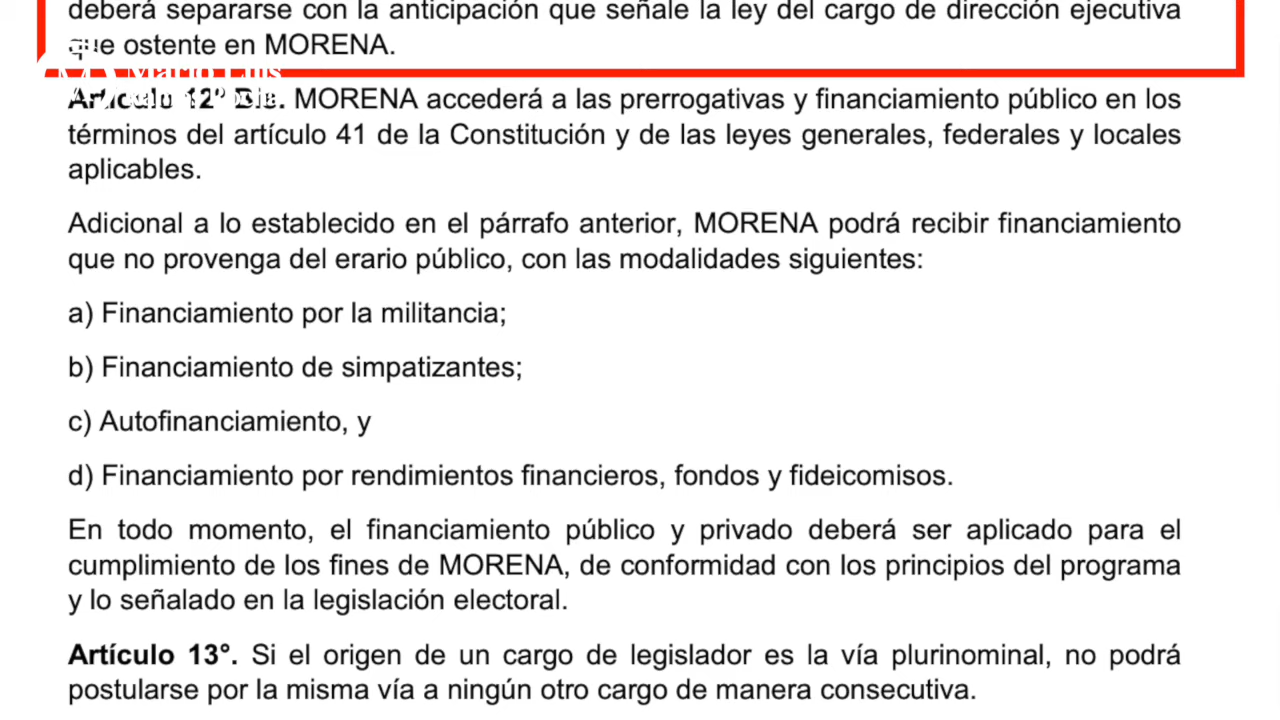 deberá separarse con la anticipación que señale la ley del cargo de dirección ejecutiva
que ostente en MORENA.
Mario Luis
Artículo 12º Bis. MORENA accederá a las prerrogativas y financiamiento público en los
términos del artículo 41 de la Constitución y de las leyes generales, federales y locales
aplicables.
Adicional a lo establecido en el párrafo anterior, MORENA podrá recibir financiamiento
que no provenga del erario público, con las modalidades siguientes:
a) Financiamiento por la militancia;
b) Financiamiento de simpatizantes;
c) Autofinanciamiento, y
d) Financiamiento por rendimientos financieros, fondos y fideicomisos.
En todo momento, el financiamiento público y privado deberá ser aplicado para el
cumplimiento de los fines de MORENA, de conformidad con los principios del programa
y lo señalado en la legislación electoral.
Artículo 13°. Si el origen de un cargo de legislador es la vía plurinominal, no podrá
postularse por la misma vía a ningún otro cargo de manera consecutiva.